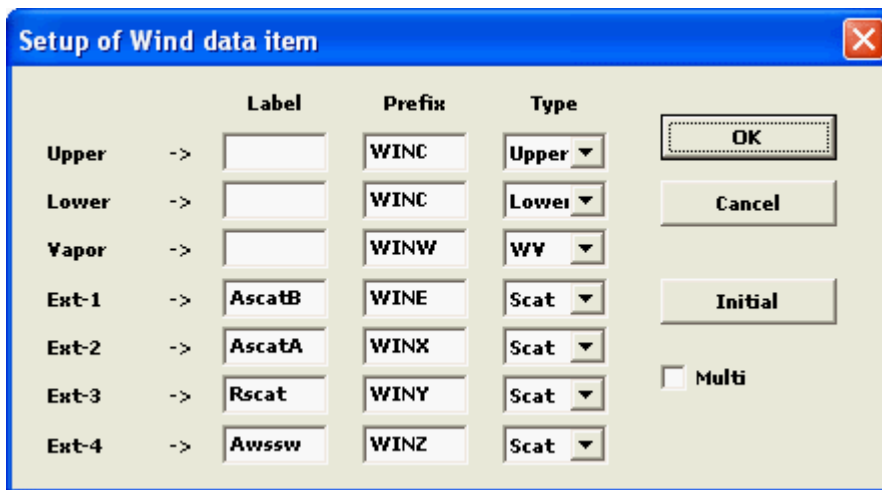 Setup of Wind data item
Label Prefix Type
Upper -> WINC Upper
Lower -> WINC Lower
Vapor -> WINW WV
Ext-1 -> AscatB WINE Scat
Ext-2 -> AscatA WINX Scat
Ext-3 -> Rscat WINY Scat
Ext-4 -> Awssw WINZ Scat
OK
Cancel
Initial
Multi